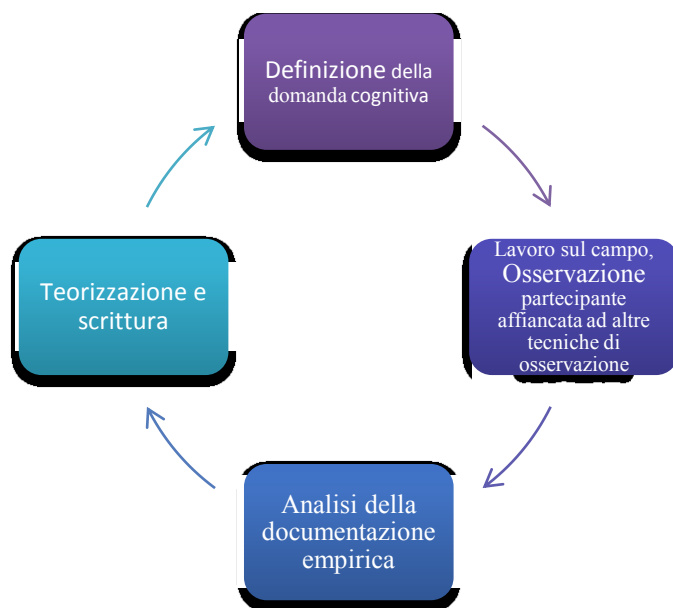 Definizione della
domanda cognitiva
Lavoro sul campo,
Osservazione
partecipante
affiancata ad altre
tecniche di
osservazione
Analisi della
documentazione
empirica
Teorizzazione e
scrittura